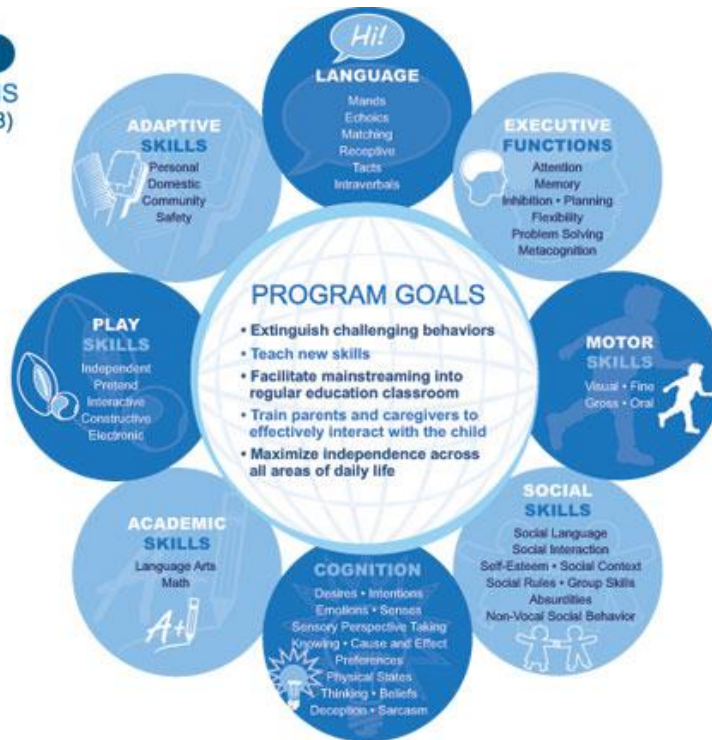 Hi!
LANGUAGE
Mands
Echoics
Matching
Receptive
Tacts
Intraverbals
EXECUTIVE
FUNCTIONS
Attention
Memory
Inhibition • Planning
Flexibility
Problem Solving
Metacognition
MOTOR
SKILLS
Visual • Fine
Gross • Oral
SOCIAL
SKILLS
Social Language
Social Interaction
Self-Esteem • Social Context
Social Rules • Group Skills
Absurdities
Non-Vocal Social Behavior
COGNITION
Desires • Intentions
Emotions • Senses
Sensory Perspective Taking
Knowing • Cause and Effect
Preferences
Physical States
Thinking • Beliefs
Deception • Sarcasm
ACADEMIC
SKILLS
Language Arts
Math
A+
PLAY
SKILLS
Independent
Pretend
Interactive
Constructive
Electronic
ADAPTIVE
SKILLS
Personal
Domestic
Community
Safety
PROGRAM GOALS
• Extinguish challenging behaviors
• Teach new skills
• Facilitate mainstreaming into
regular education classroom
• Train parents and caregivers to
effectively interact with the child
• Maximize independence across
all areas of daily life